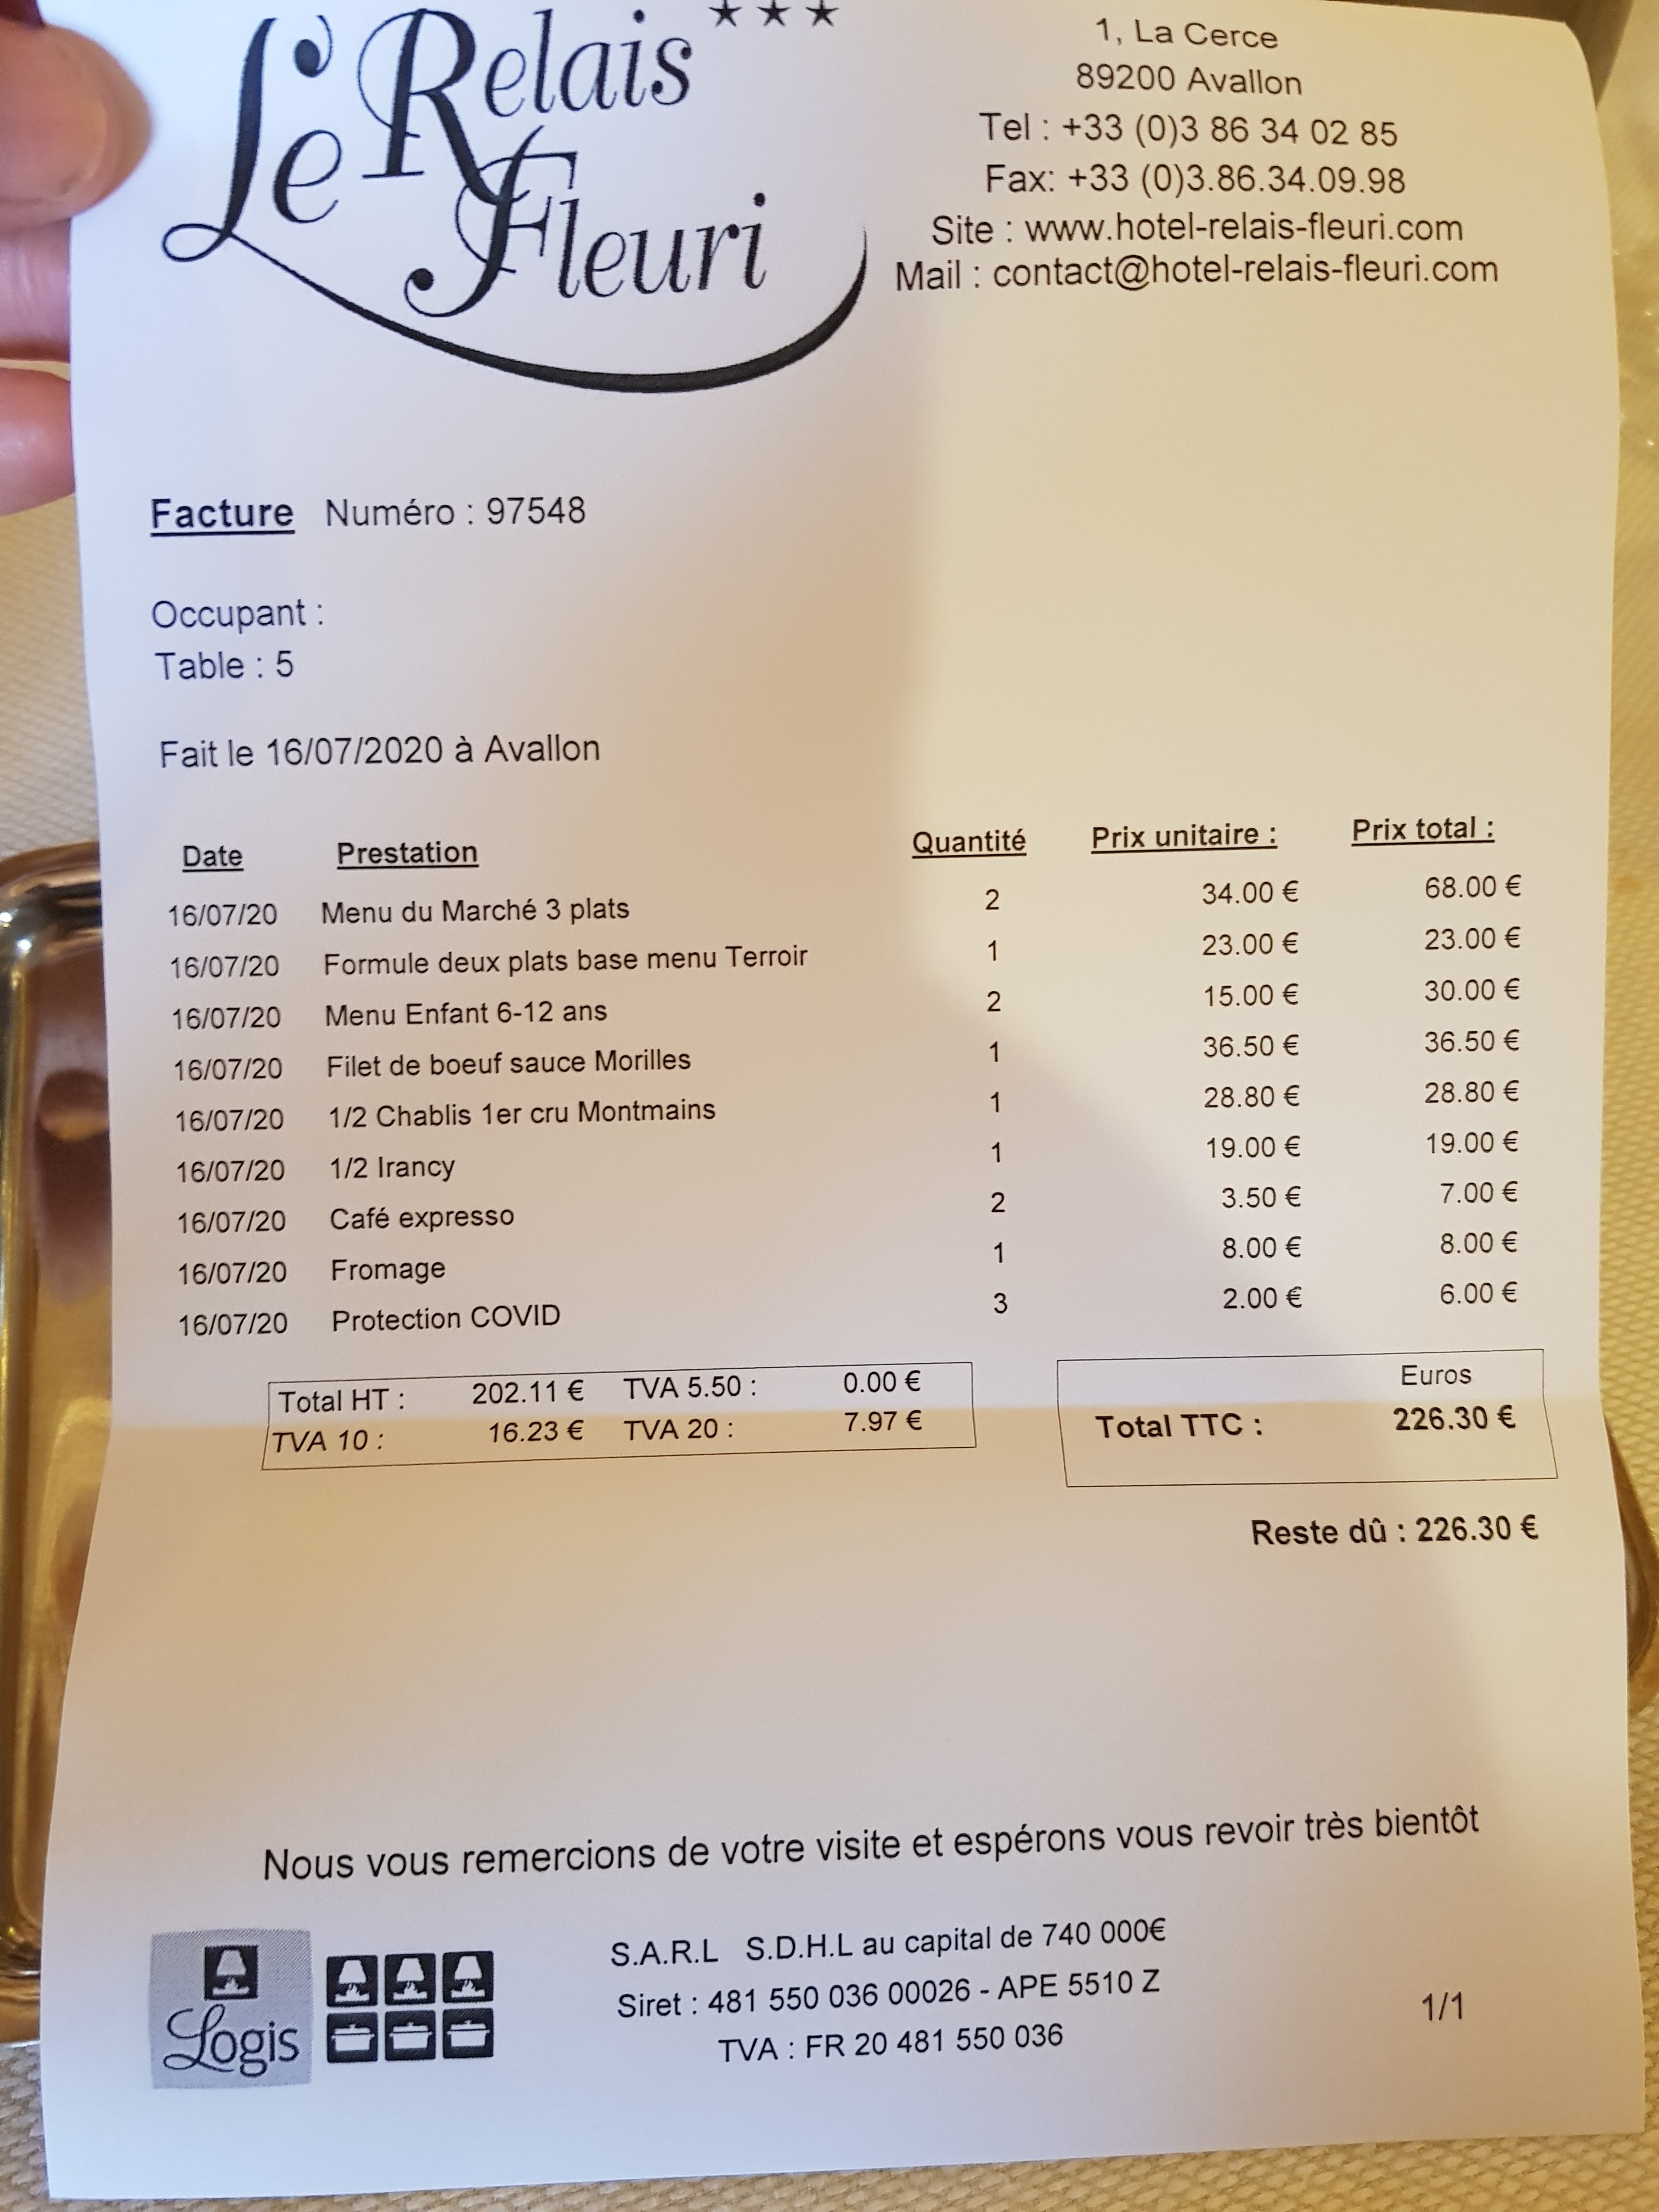 Le Relais Fleuri ***
1, La Cerce
89200 Avallon
Tel : +33 (0)3 86 34 02 85
Fax: +33 (0)3.86.34.09.98
Site : www.hotel-relais-fleuri.com
Mail : contact@hotel-relais-fleuri.com
Facture Numéro : 97548
Occupant :
Table : 5
Fait le 16/07/2020 à Avallon
Date Prestation Quantité Prix unitaire : Prix total :
16/07/20 Menu du Marché 3 plats 2 34.00 € 68.00 €
16/07/20 Formule deux plats base menu Terroir 1 23.00 € 23.00 €
16/07/20 Menu Enfant 6-12 ans 2 15.00 € 30.00 €
16/07/20 Filet de boeuf sauce Morilles 1 36.50 € 36.50 €
16/07/20 1/2 Chablis 1er cru Montmains 1 28.80 € 28.80 €
16/07/20 1/2 Irancy 1 19.00 € 19.00 €
16/07/20 Café expresso 2 3.50 € 7.00 €
16/07/20 Fromage 1 8.00 € 8.00 €
16/07/20 Protection COVID 3 2.00 € 6.00 €
Total HT : 202.11 € TVA 5.50 : 0.00 €
TVA 10 : 16.23 € TVA 20 : 7.97 €
Euros
Total TTC : 226.30 €
Reste dû : 226.30 €
Nous vous remercions de votre visite et espérons vous revoir très bientôt
Logis
S.A.R.L S.D.H.L au capital de 740 000€
Siret : 481 550 036 00026 - APE 5510 Z
TVA : FR 20 481 550 036
1/1